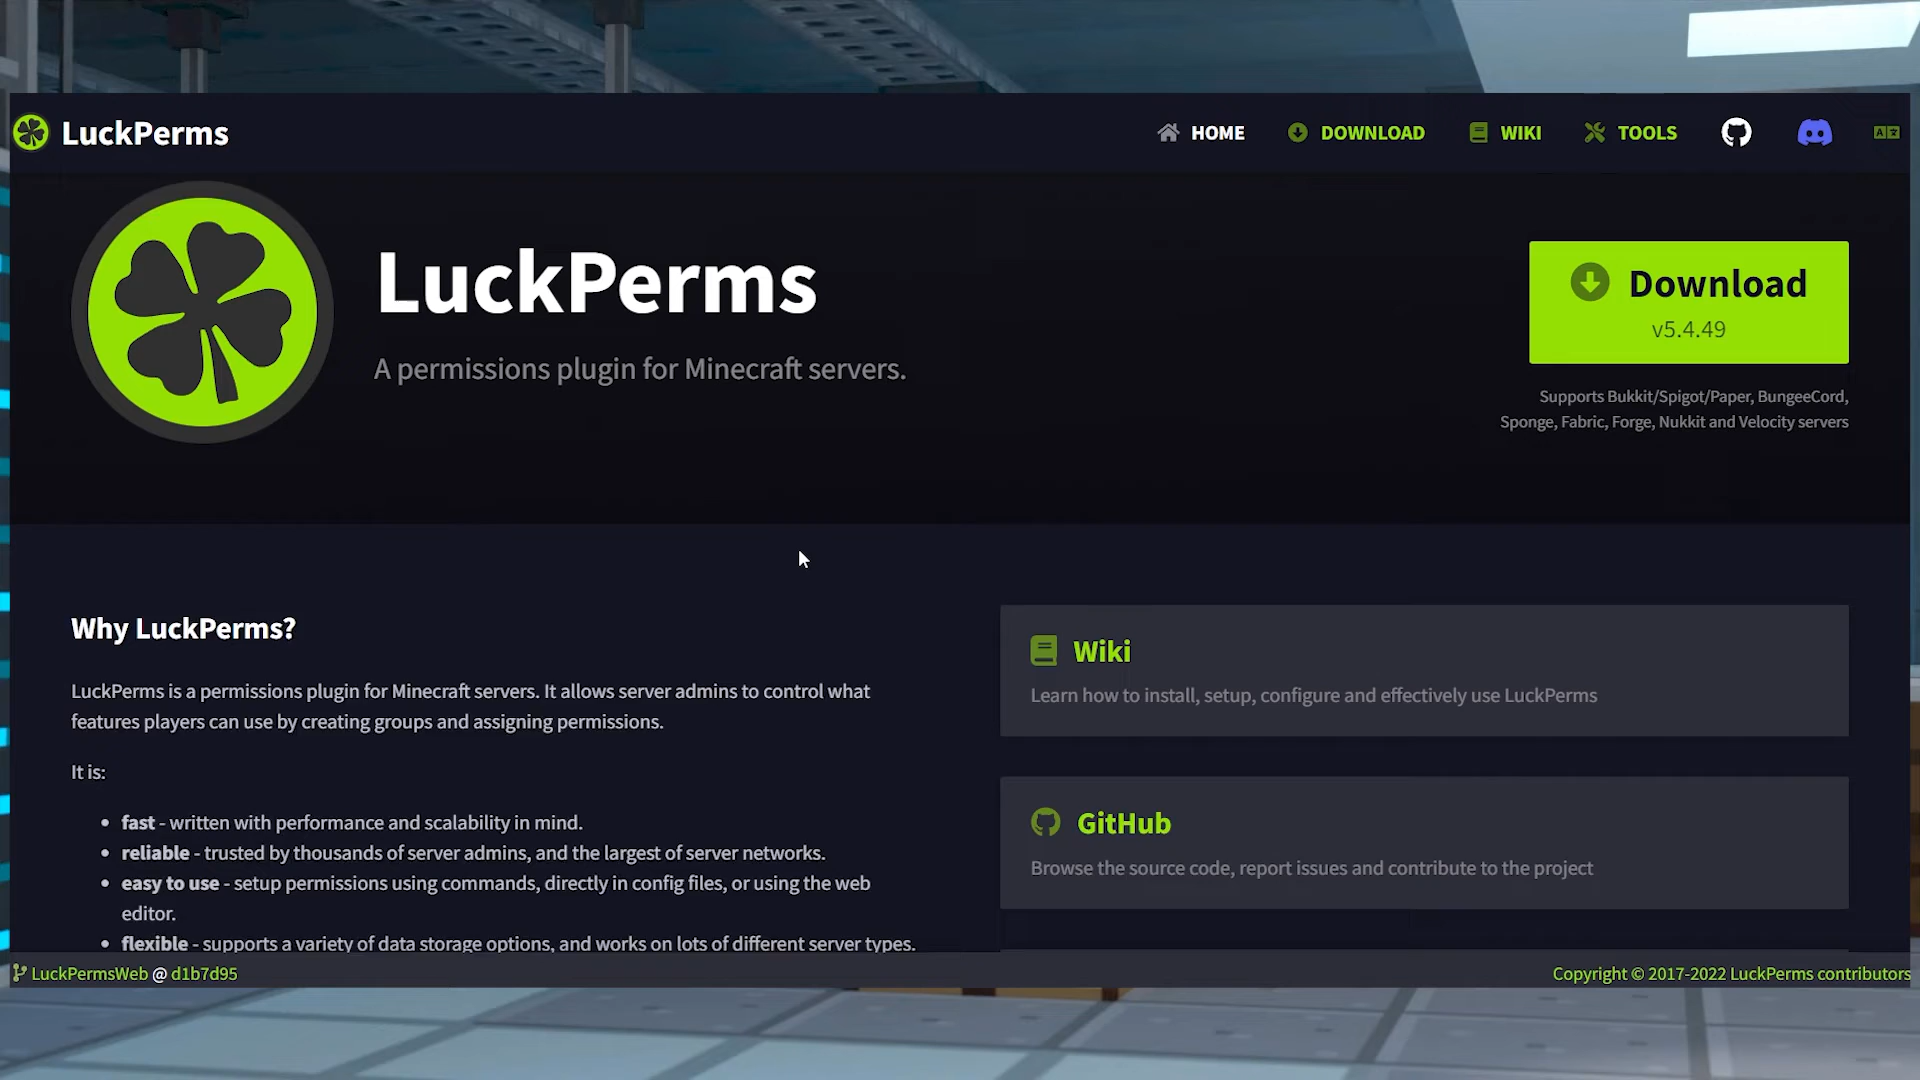 LuckPerms
HOME
DOWNLOAD
WIKI
TOOLS
LuckPerms
A permissions plugin for Minecraft servers.
Download
v5.4.49
Supports Bukkit/Spigot/Paper, BungeeCord,
Sponge, Fabric, Forge, Nukkit and Velocity servers
Why LuckPerms?
LuckPerms is a permissions plugin for Minecraft servers. It allows server admins to control what
features players can use by creating groups and assigning permissions.
It is:
• fast - written with performance and scalability in mind.
• reliable - trusted by thousands of server admins, and the largest of server networks.
• easy to use - setup permissions using commands, directly in config files, or using the web
editor.
• flexible - supports a variety of data storage options, and works on lots of different server types.
Wiki
Learn how to install, setup, configure and effectively use LuckPerms
GitHub
Browse the source code, report issues and contribute to the project
LuckPermsWeb @ d1b7d95
Copyright © 2017-2022 LuckPerms contributors